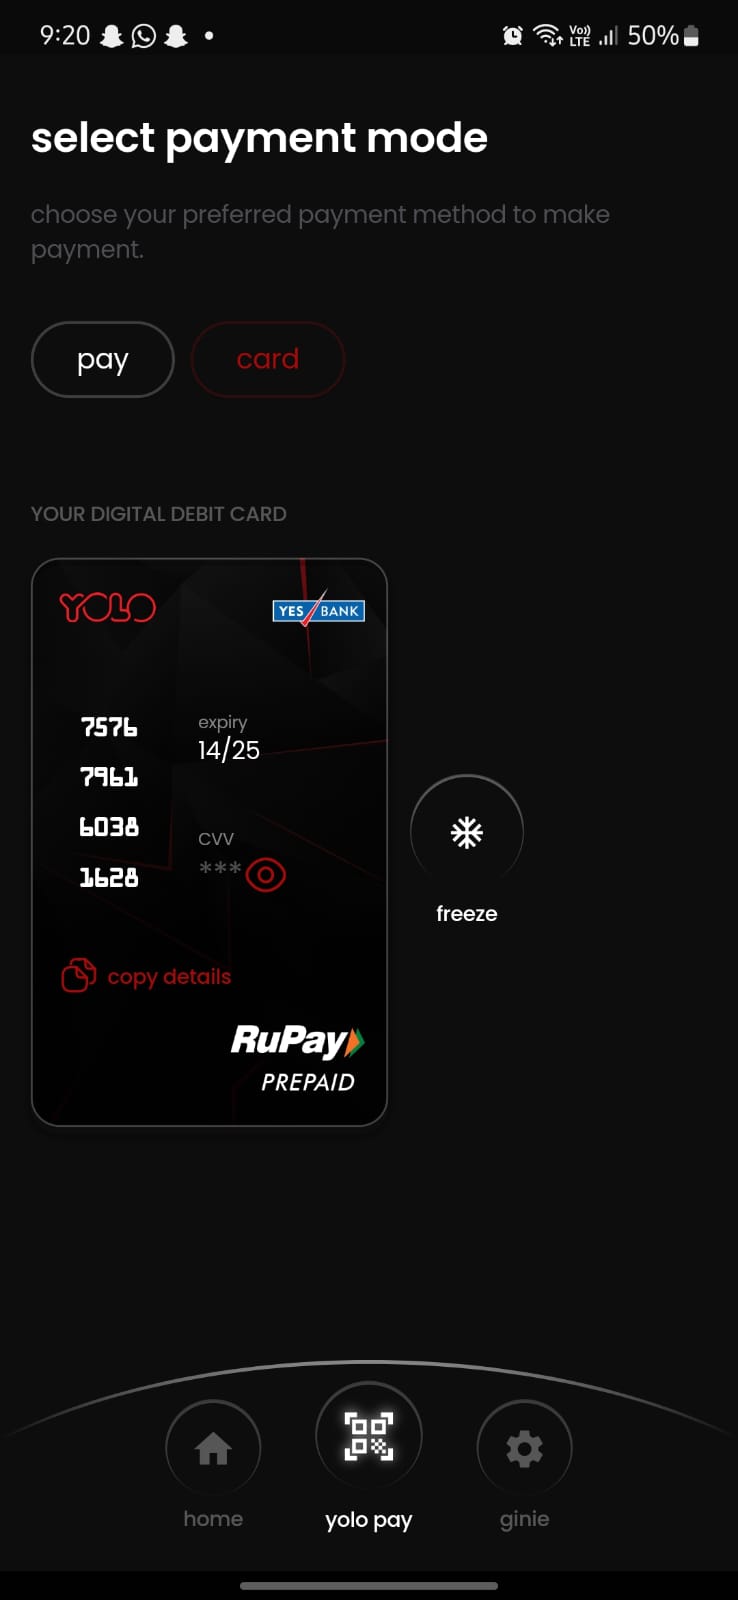 9:20 50%
Vo))
LTE
select payment mode
choose your preferred payment method to make
payment.
pay card
YOUR DIGITAL DEBIT CARD
YOLO YES BANK
7576
7961
6038
1628
expiry
14/25
CVV
***
freeze
copy details
RuPay
PREPAID
home yolo pay ginie